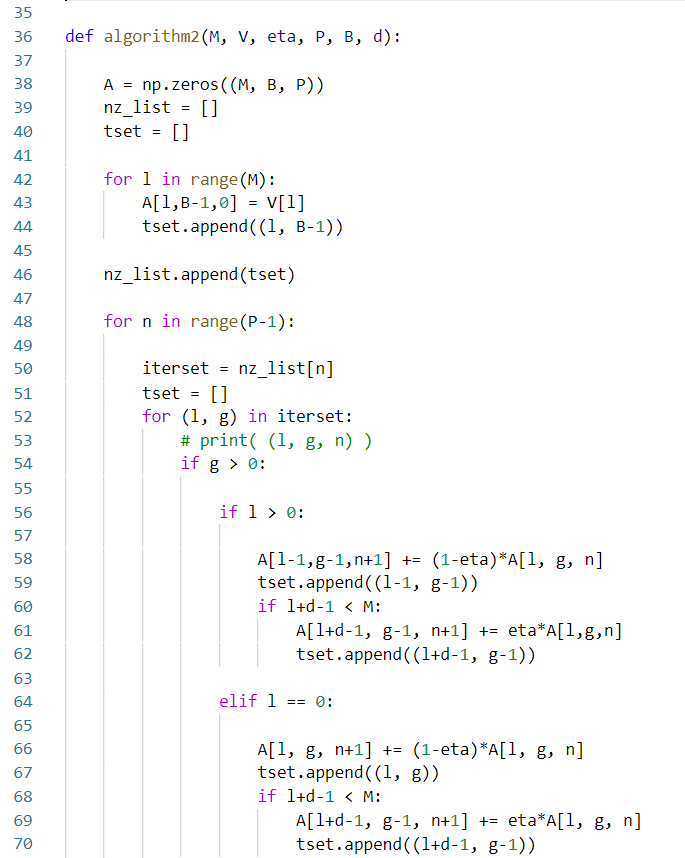 35
36 def algorithm2(M, V, eta, P, B, d):
37
38 A = np.zeros((M, B, P))
39 nz_list = []
40 tset = []
41
42 for l in range(M):
43 A[l,B-1,0] = V[l]
44 tset.append((l, B-1))
45
46 nz_list.append(tset)
47
48 for n in range(P-1):
49
50 iterset = nz_list[n]
51 tset = []
52 for (l, g) in iterset:
53 # print( (l, g, n) )
54 if g > 0:
55
56 if l > 0:
57
58 A[l-1,g-1,n+1] += (1-eta)*A[l, g, n]
59 tset.append((l-1, g-1))
60 if l+d-1 < M:
61 A[l+d-1, g-1, n+1] += eta*A[l,g,n]
62 tset.append((l+d-1, g-1))
63
64 elif l == 0:
65
66 A[l, g, n+1] += (1-eta)*A[l, g, n]
67 tset.append((l, g))
68 if l+d-1 < M:
69 A[l+d-1, g-1, n+1] += eta*A[l, g, n]
70 tset.append((l+d-1, g-1))